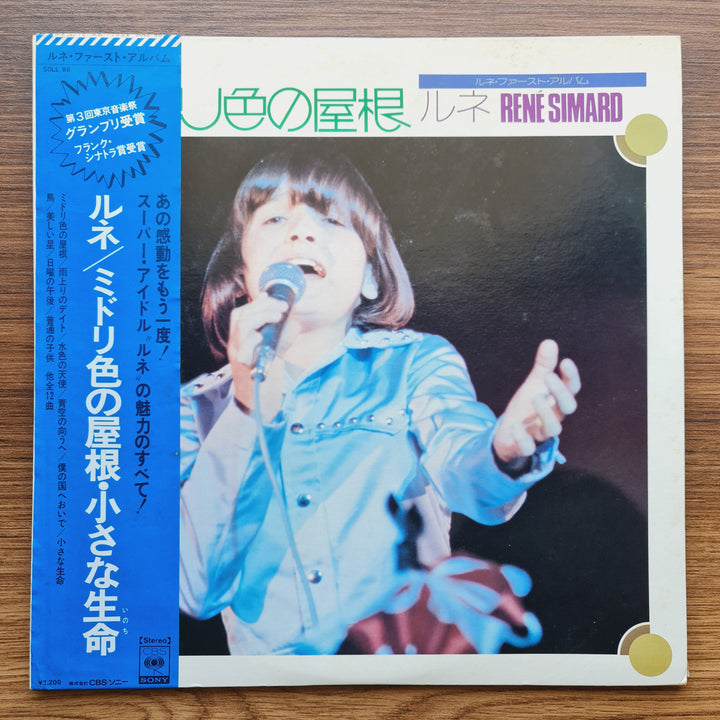 ルネ・ファースト・アルバム
SOLL 88
第3回東京音楽祭
グランプリ受賞
フランク・
シナトラ賞受賞
あの感動をもう一度!
スーパー・アイドル"ルネ"の魅力のすべて!
ルネ/ミドリ色の屋根・小さな生命
いのち
ミドリ色の屋根/雨上りのデイト/水色の天使/青空の向うへ/僕の国へおいで/小さな生命
鳥/美しい星/日曜の午後/普通の子供 他全12曲
¥2,200
株式会社CBS・ソニー
【Stereo】
CBS
SONY
リ色の屋根
ルネ・ファースト・アルバム
ルネ RENÉ SIMARD